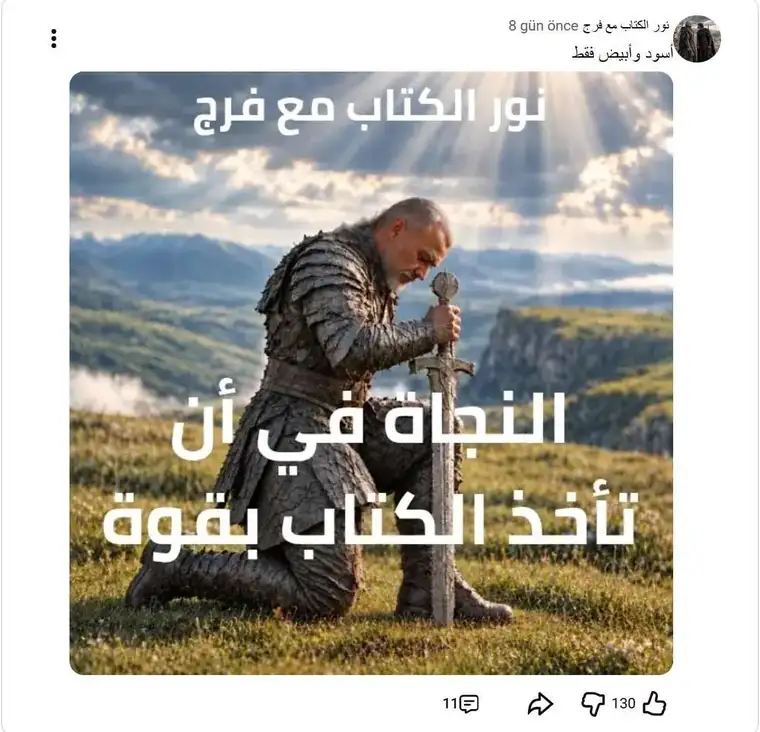 نور الكتاب مع فرج 8 gün önce
أسود وأبيض فقط
نور الكتاب مع فرج
النجاة في أن
تأخذ الكتاب بقوة
11
130